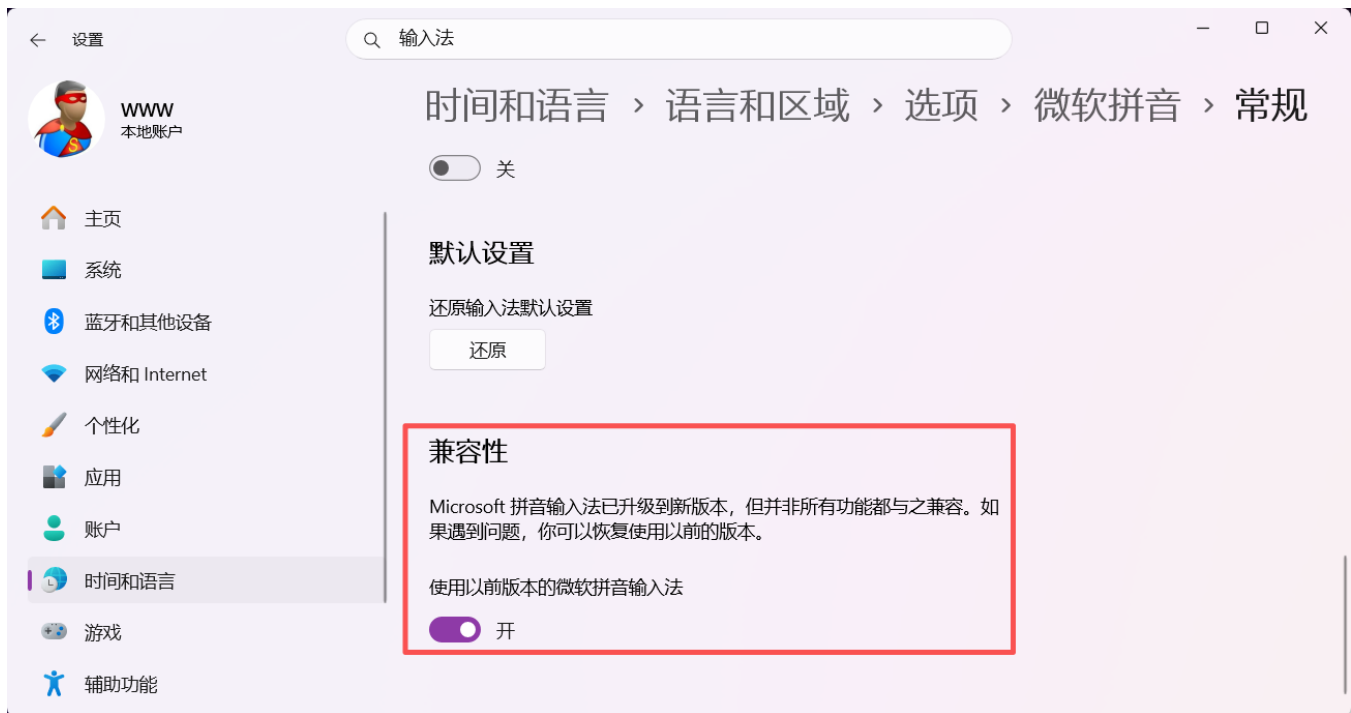 设置
输入法
WWW
本地账户
主页
系统
蓝牙和其他设备
网络和 Internet
个性化
应用
账户
时间和语言
游戏
辅助功能
时间和语言 › 语言和区域 › 选项 › 微软拼音 › 常规
关
默认设置
还原输入法默认设置
还原
兼容性
Microsoft 拼音输入法已升级到新版本，但并非所有功能都与之兼容。如
果遇到问题，你可以恢复使用以前的版本。
使用以前版本的微软拼音输入法
开